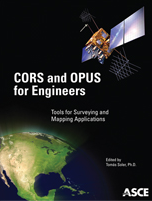 CORS and OPUS
for Engineers
Tools for Surveying and
Mapping Applications
Edited by
Tomás Soler, Ph.D
ASCE